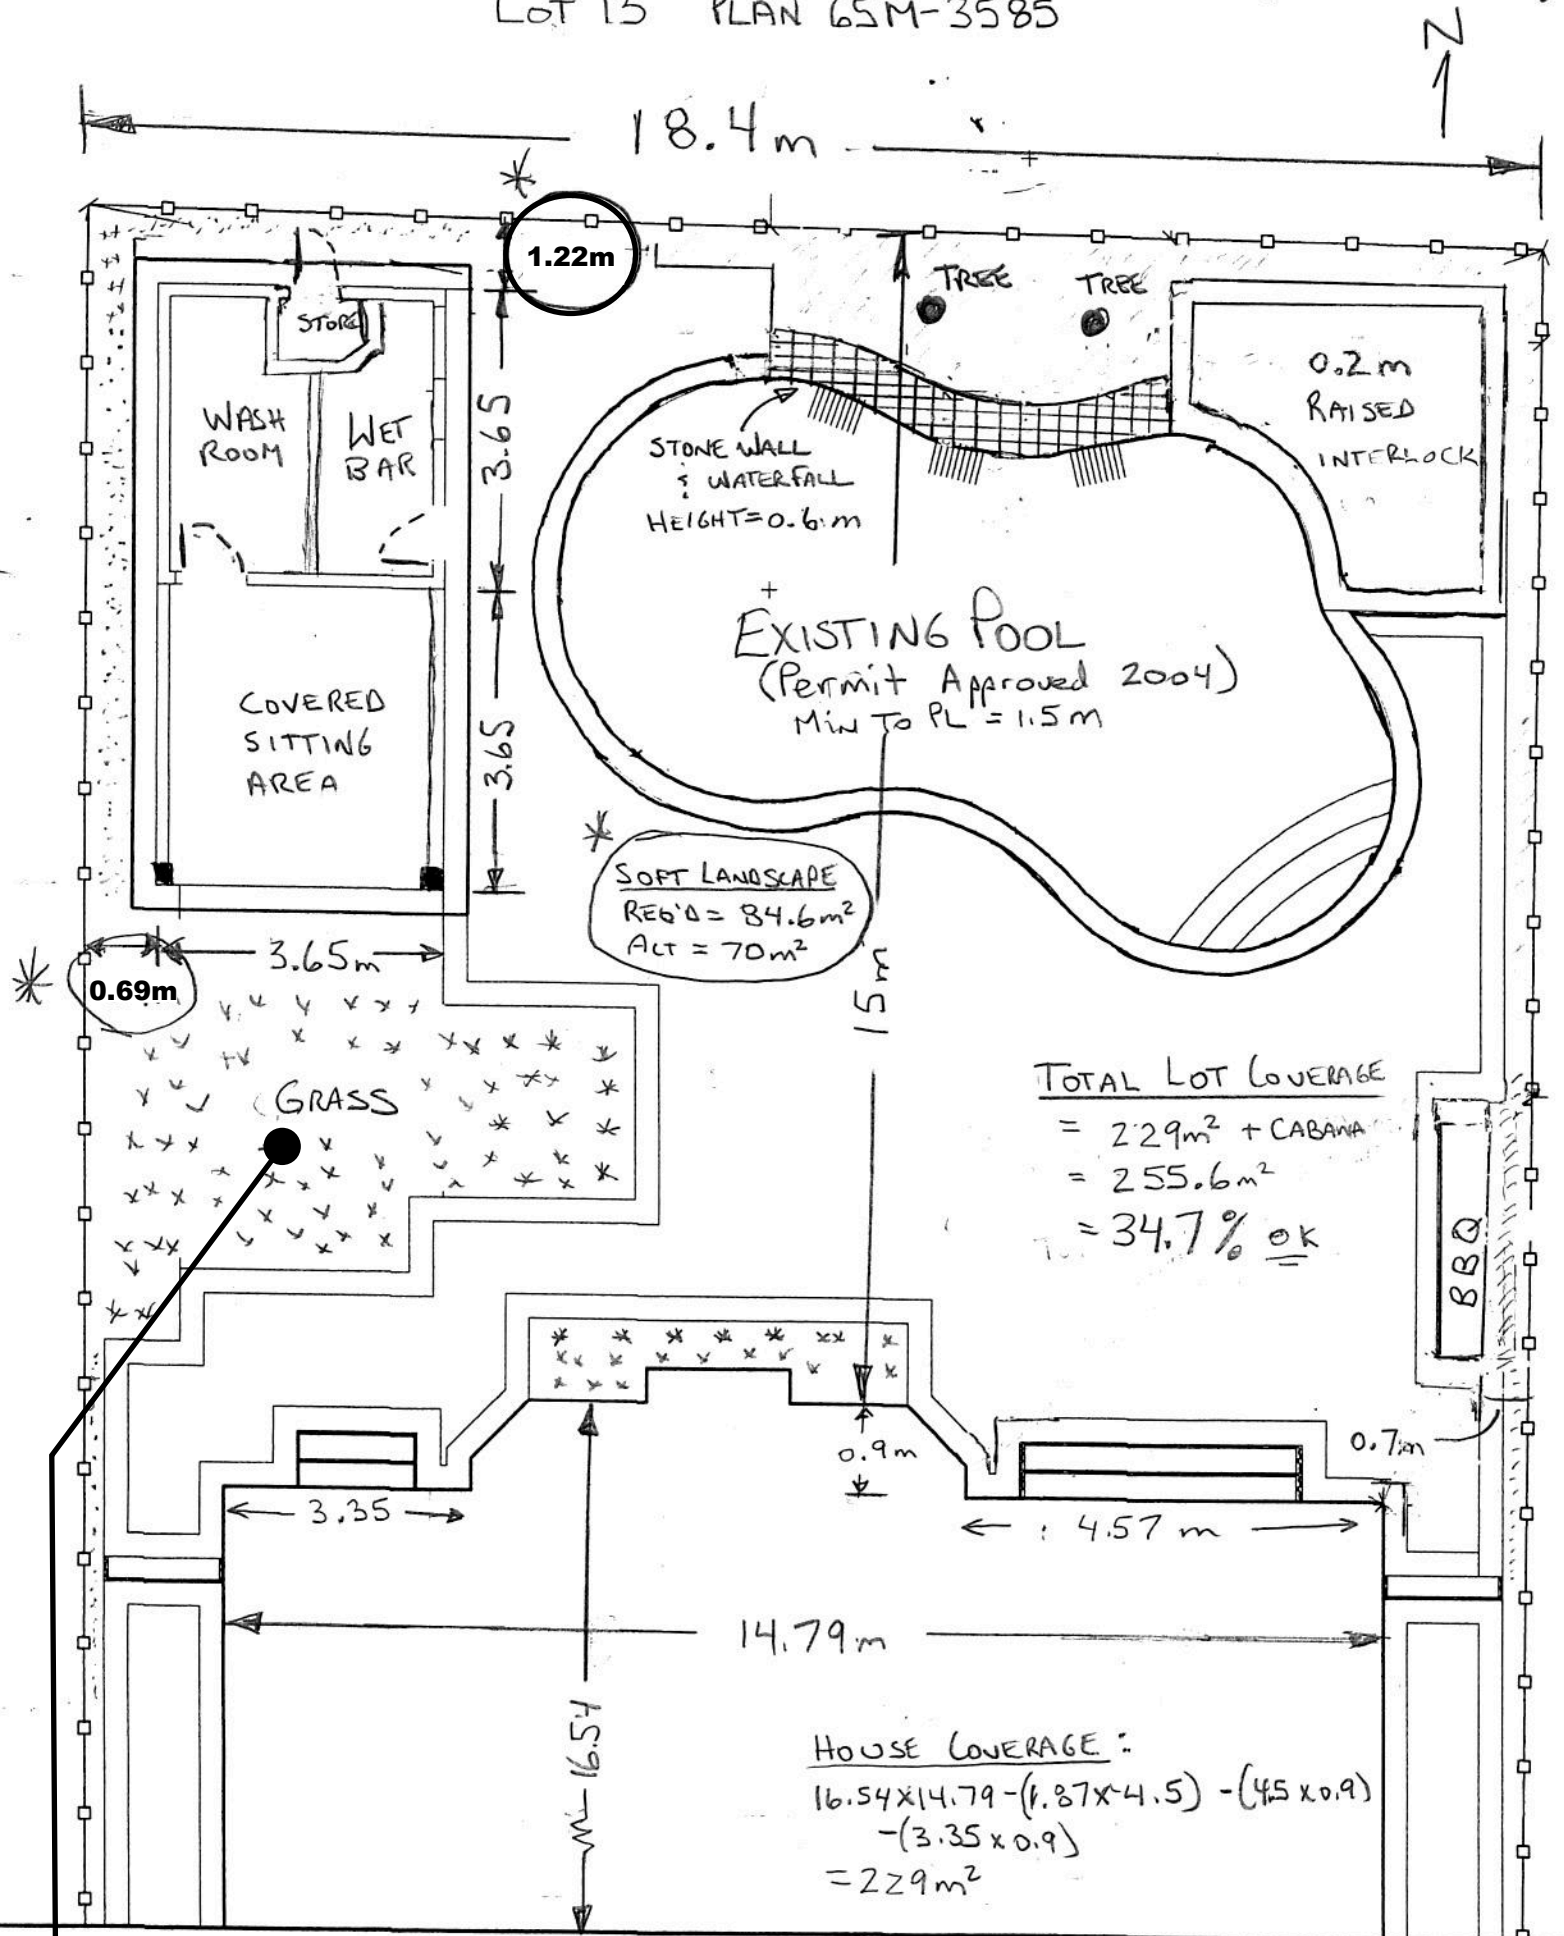 LOT 15 PLAN 65M-3585
N
18.4m
1.22m
TREE
TREE
STORE
WASH
ROOM
WET
BAR
3.65
STONE WALL
& WATERFALL
HEIGHT=0.6m
0.2m
RAISED
INTERLOCK
EXISTING POOL
(Permit Approved 2004)
MIN TO PL = 1.5m
COVERED
SITTING
AREA
3.65
SOFT LANDSCAPE
REQ'D = 84.6m²
ACT = 70m²
3.65m
0.69m
15m
GRASS
TOTAL LOT COVERAGE
= 229m² + CABANA
= 255.6m²
= 34.7% OK
BBQ
0.9m
0.7m
3.35
4.57 m
14.79m
16.54 m
HOUSE COVERAGE:
16.54x14.79-(1.87x4.5) -(4.5x0.9)
-(3.35x0.9)
=229m²